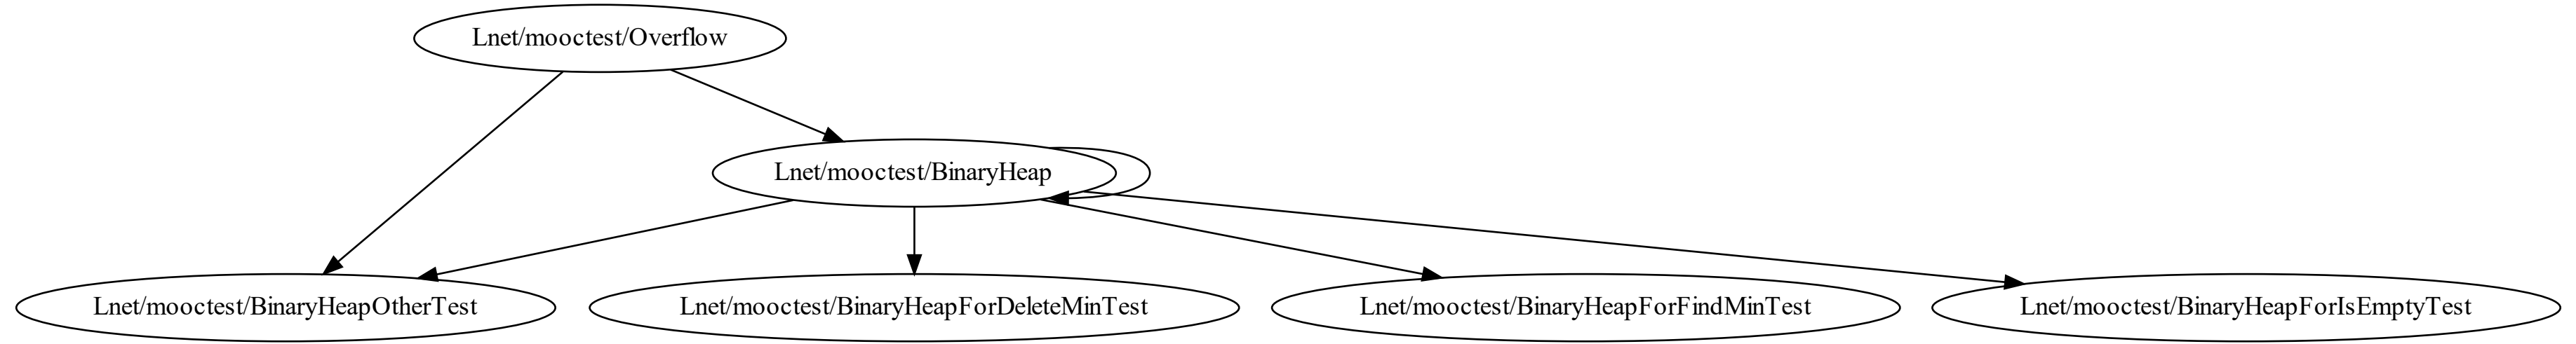 Lnet/mooctest/Overflow
Lnet/mooctest/BinaryHeap
Lnet/mooctest/BinaryHeapOtherTest
Lnet/mooctest/BinaryHeapForDeleteMinTest
Lnet/mooctest/BinaryHeapForFindMinTest
Lnet/mooctest/BinaryHeapForIsEmptyTest